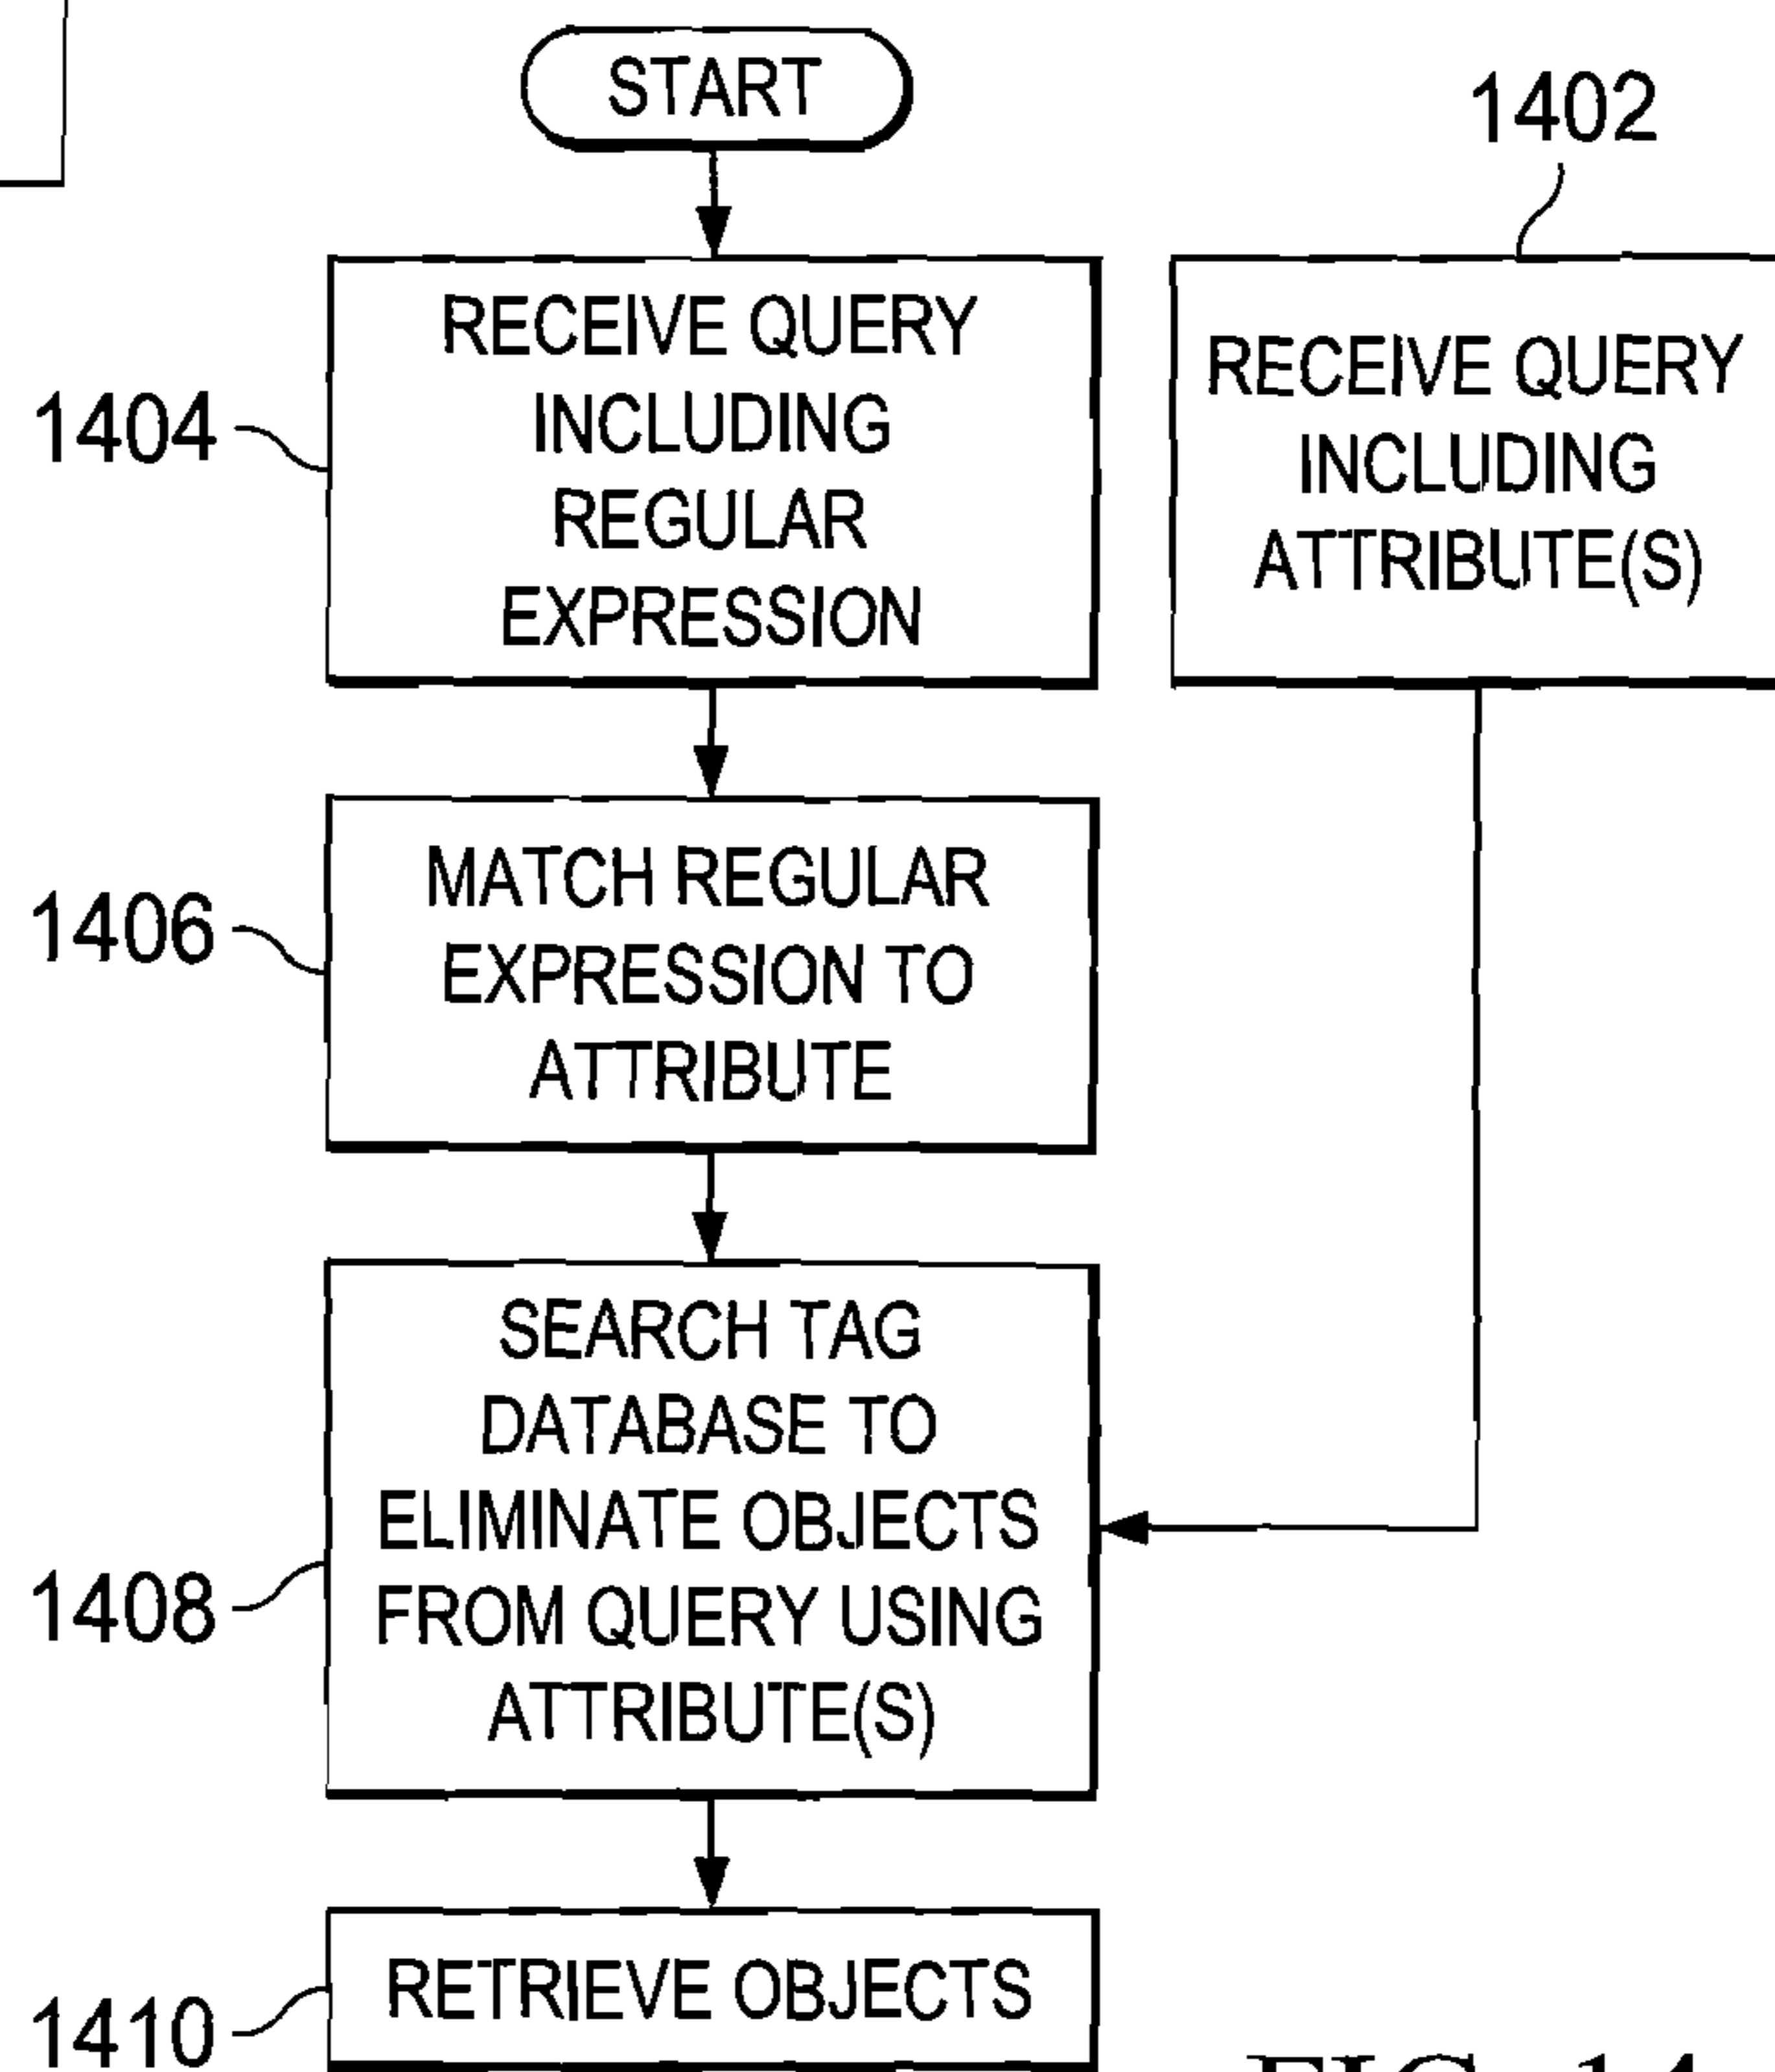 START
1402
1404
RECEIVE QUERY
INCLUDING
REGULAR
EXPRESSION
RECEIVE QUERY
INCLUDING
ATTRIBUTE(S)
1406
MATCH REGULAR
EXPRESSION TO
ATTRIBUTE
1408
SEARCH TAG
DATABASE TO
ELIMINATE OBJECTS
FROM QUERY USING
ATTRIBUTE(S)
1410
RETRIEVE OBJECTS